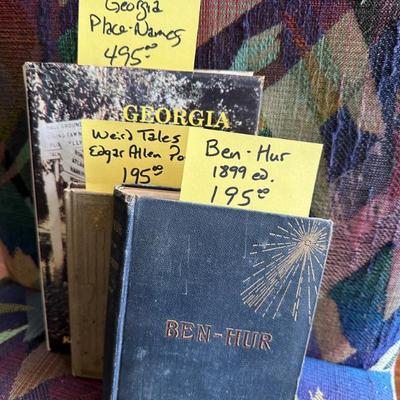 Georgia
Place-Names
495.00
GEORGIA
Weird Tales
Edgar Allen Po
195.00
Ben-Hur
1899 ed.
195.00
BEN-HUR